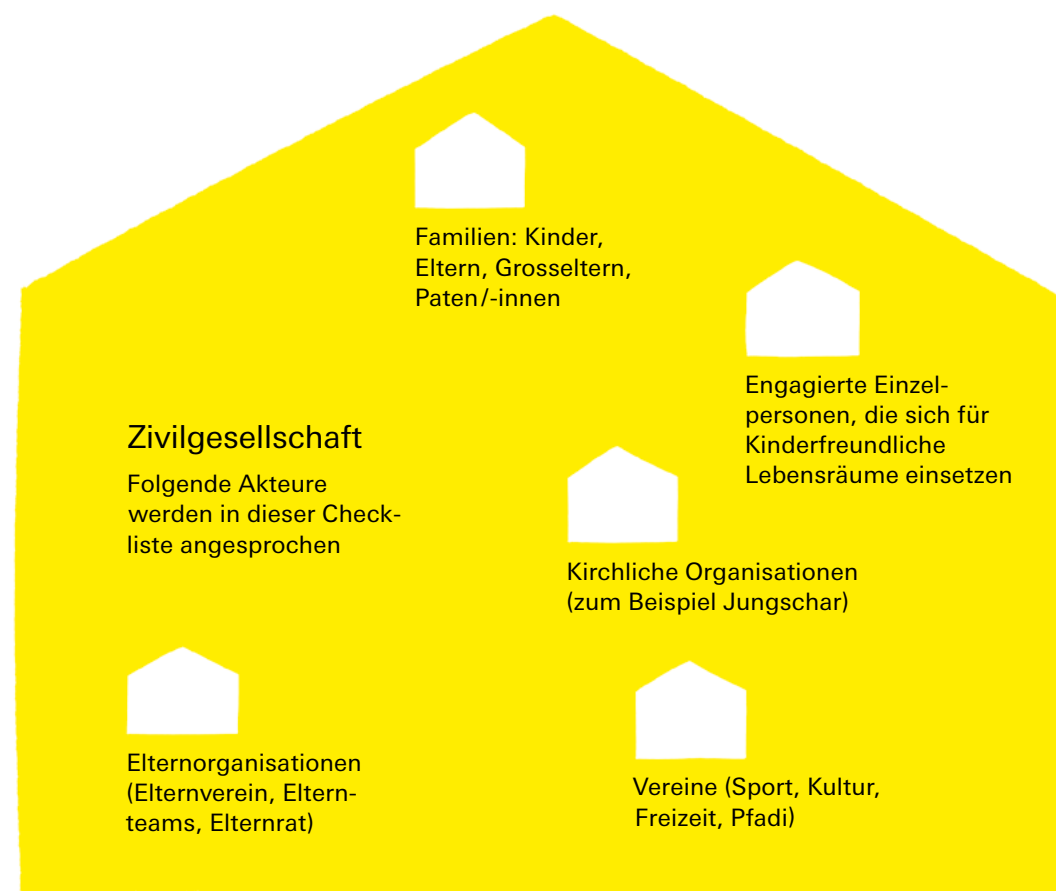 Familien: Kinder,
Eltern, Grosseltern,
Paten/-innen
Engagierte Einzel-
personen, die sich für
Kinderfreundliche
Lebensräume einsetzen
Zivilgesellschaft
Folgende Akteure
werden in dieser Check-
liste angesprochen
Kirchliche Organisationen
(zum Beispiel Jungschar)
Elternorganisationen
(Elternverein, Eltern-
teams, Elternrat)
Vereine (Sport, Kultur,
Freizeit, Pfadi)